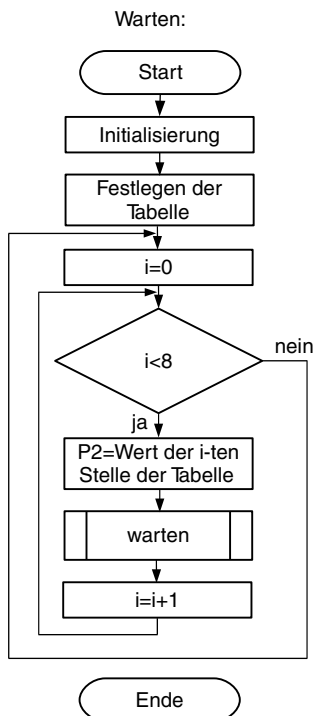 Warten:
Start
Initialisierung
Festlegen der
Tabelle
i=0
i<8
nein
ja
P2=Wert der i-ten
Stelle der Tabelle
warten
i=i+1
Ende